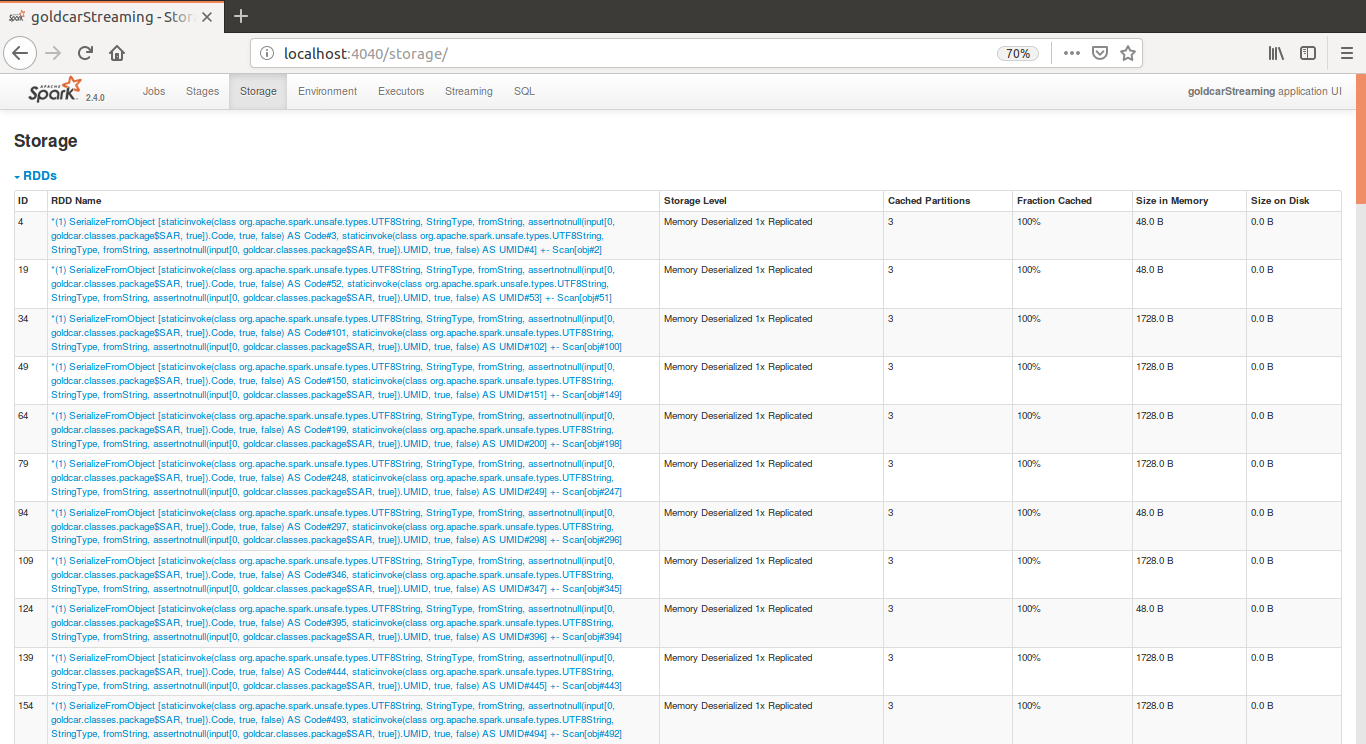 goldcarStreaming - Stor
localhost:4040/storage/
70%
APACHE
Spark 2.4.0
Jobs Stages Storage Environment Executors Streaming SQL
goldcarStreaming application UI
Storage
RDDs
ID RDD Name Storage Level Cached Partitions Fraction Cached Size in Memory Size on Disk
4 *(1) SerializeFromObject [staticinvoke(class org.apache.spark.unsafe.types.UTF8String, StringType, fromString, assertnotnull(input[0, Memory Deserialized 1x Replicated 3 100% 48.0 B 0.0 B
goldcar.classes.package$SAR, true]).Code, true, false) AS Code#3, staticinvoke(class org.apache.spark.unsafe.types.UTF8String,
StringType, fromString, assertnotnull(input[0, goldcar.classes.package$SAR, true]).UMID, true, false) AS UMID#4] +- Scan[obj#2]
19 *(1) SerializeFromObject [staticinvoke(class org.apache.spark.unsafe.types.UTF8String, StringType, fromString, assertnotnull(input[0, Memory Deserialized 1x Replicated 3 100% 48.0 B 0.0 B
goldcar.classes.package$SAR, true]).Code, true, false) AS Code#52, staticinvoke(class org.apache.spark.unsafe.types.UTF8String,
StringType, fromString, assertnotnull(input[0, goldcar.classes.package$SAR, true]).UMID, true, false) AS UMID#53] +- Scan[obj#51]
34 *(1) SerializeFromObject [staticinvoke(class org.apache.spark.unsafe.types.UTF8String, StringType, fromString, assertnotnull(input[0, Memory Deserialized 1x Replicated 3 100% 1728.0 B 0.0 B
goldcar.classes.package$SAR, true]).Code, true, false) AS Code#101, staticinvoke(class org.apache.spark.unsafe.types.UTF8String,
StringType, fromString, assertnotnull(input[0, goldcar.classes.package$SAR, true]).UMID, true, false) AS UMID#102] +- Scan[obj#100]
49 *(1) SerializeFromObject [staticinvoke(class org.apache.spark.unsafe.types.UTF8String, StringType, fromString, assertnotnull(input[0, Memory Deserialized 1x Replicated 3 100% 1728.0 B 0.0 B
goldcar.classes.package$SAR, true]).Code, true, false) AS Code#150, staticinvoke(class org.apache.spark.unsafe.types.UTF8String,
StringType, fromString, assertnotnull(input[0, goldcar.classes.package$SAR, true]).UMID, true, false) AS UMID#151] +- Scan[obj#149]
64 *(1) SerializeFromObject [staticinvoke(class org.apache.spark.unsafe.types.UTF8String, StringType, fromString, assertnotnull(input[0, Memory Deserialized 1x Replicated 3 100% 1728.0 B 0.0 B
goldcar.classes.package$SAR, true]).Code, true, false) AS Code#199, staticinvoke(class org.apache.spark.unsafe.types.UTF8String,
StringType, fromString, assertnotnull(input[0, goldcar.classes.package$SAR, true]).UMID, true, false) AS UMID#200] +- Scan[obj#198]
79 *(1) SerializeFromObject [staticinvoke(class org.apache.spark.unsafe.types.UTF8String, StringType, fromString, assertnotnull(input[0, Memory Deserialized 1x Replicated 3 100% 1728.0 B 0.0 B
goldcar.classes.package$SAR, true]).Code, true, false) AS Code#248, staticinvoke(class org.apache.spark.unsafe.types.UTF8String,
StringType, fromString, assertnotnull(input[0, goldcar.classes.package$SAR, true]).UMID, true, false) AS UMID#249] +- Scan[obj#247]
94 *(1) SerializeFromObject [staticinvoke(class org.apache.spark.unsafe.types.UTF8String, StringType, fromString, assertnotnull(input[0, Memory Deserialized 1x Replicated 3 100% 48.0 B 0.0 B
goldcar.classes.package$SAR, true]).Code, true, false) AS Code#297, staticinvoke(class org.apache.spark.unsafe.types.UTF8String,
StringType, fromString, assertnotnull(input[0, goldcar.classes.package$SAR, true]).UMID, true, false) AS UMID#298] +- Scan[obj#296]
109 *(1) SerializeFromObject [staticinvoke(class org.apache.spark.unsafe.types.UTF8String, StringType, fromString, assertnotnull(input[0, Memory Deserialized 1x Replicated 3 100% 1728.0 B 0.0 B
goldcar.classes.package$SAR, true]).Code, true, false) AS Code#346, staticinvoke(class org.apache.spark.unsafe.types.UTF8String,
StringType, fromString, assertnotnull(input[0, goldcar.classes.package$SAR, true]).UMID, true, false) AS UMID#347] +- Scan[obj#345]
124 *(1) SerializeFromObject [staticinvoke(class org.apache.spark.unsafe.types.UTF8String, StringType, fromString, assertnotnull(input[0, Memory Deserialized 1x Replicated 3 100% 48.0 B 0.0 B
goldcar.classes.package$SAR, true]).Code, true, false) AS Code#395, staticinvoke(class org.apache.spark.unsafe.types.UTF8String,
StringType, fromString, assertnotnull(input[0, goldcar.classes.package$SAR, true]).UMID, true, false) AS UMID#396] +- Scan[obj#394]
139 *(1) SerializeFromObject [staticinvoke(class org.apache.spark.unsafe.types.UTF8String, StringType, fromString, assertnotnull(input[0, Memory Deserialized 1x Replicated 3 100% 1728.0 B 0.0 B
goldcar.classes.package$SAR, true]).Code, true, false) AS Code#444, staticinvoke(class org.apache.spark.unsafe.types.UTF8String,
StringType, fromString, assertnotnull(input[0, goldcar.classes.package$SAR, true]).UMID, true, false) AS UMID#445] +- Scan[obj#443]
154 *(1) SerializeFromObject [staticinvoke(class org.apache.spark.unsafe.types.UTF8String, StringType, fromString, assertnotnull(input[0, Memory Deserialized 1x Replicated 3 100% 1728.0 B 0.0 B
goldcar.classes.package$SAR, true]).Code, true, false) AS Code#493, staticinvoke(class org.apache.spark.unsafe.types.UTF8String,
StringType, fromString, assertnotnull(input[0, goldcar.classes.package$SAR, true]).UMID, true, false) AS UMID#494] +- Scan[obj#492]